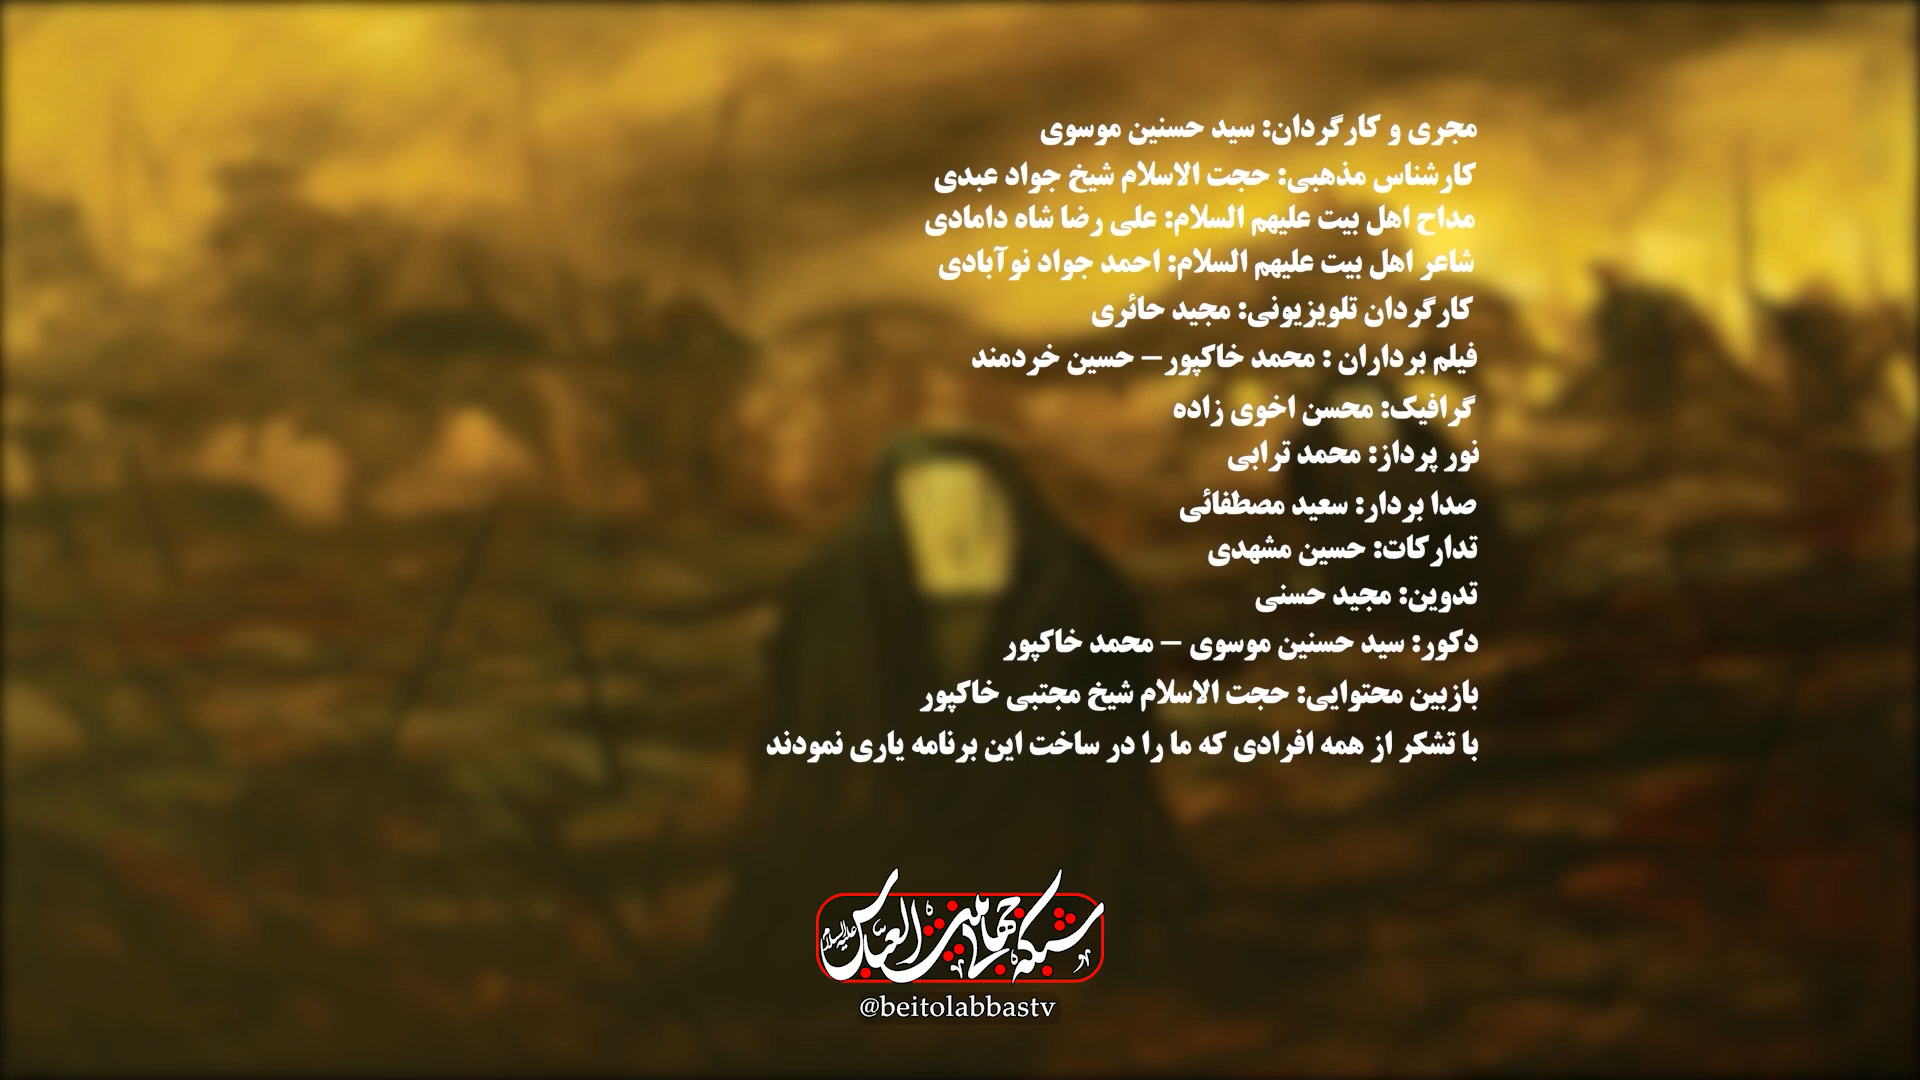 مجری و کارگردان: سید حسنین موسوی
کارشناس مذهبی: حجت الاسلام شیخ جواد عبدی
مداح اهل بیت علیهم السلام: علی رضا شاه دامادی
شاعر اهل بیت علیهم السلام: احمد جواد نوآبادی
کارگردان تلویزیونی: مجید حائری
فیلم برداران : محمد خاکپور– حسین خردمند
گرافیک: محسن اخوی زاده
نور پرداز: محمد ترابی
صدا بردار: سعید مصطفائی
تدارکات: حسین مشهدی
تدوین: مجید حسنی
دکور: سید حسنین موسوی – محمد خاکپور
بازبین محتوایی: حجت الاسلام شیخ مجتبی خاکپور
با تشکر از همه افرادی که ما را در ساخت این برنامه یاری نمودند
شبکه جهانی بیت العباس علیه السلام
@beitolabbastv